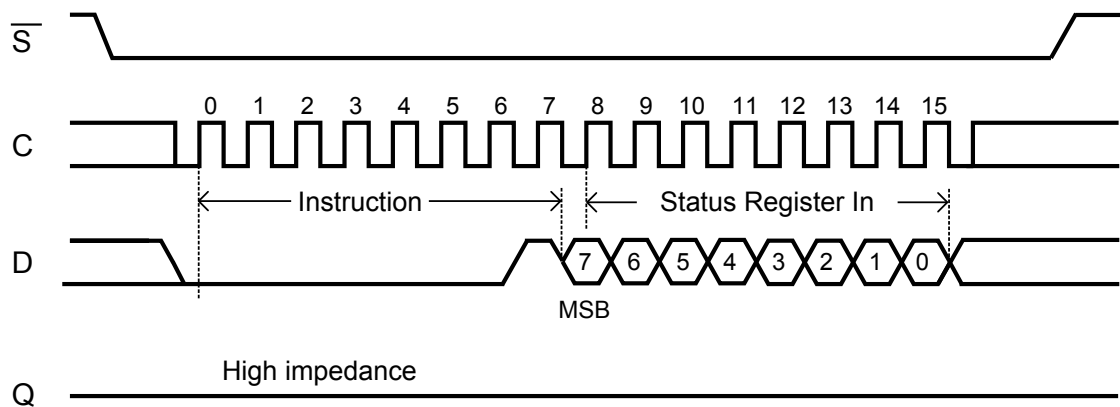 S̅
0 1 2 3 4 5 6 7 8 9 10 11 12 13 14 15
C
Instruction Status Register In
D
7 6 5 4 3 2 1 0
MSB
High impedance
Q